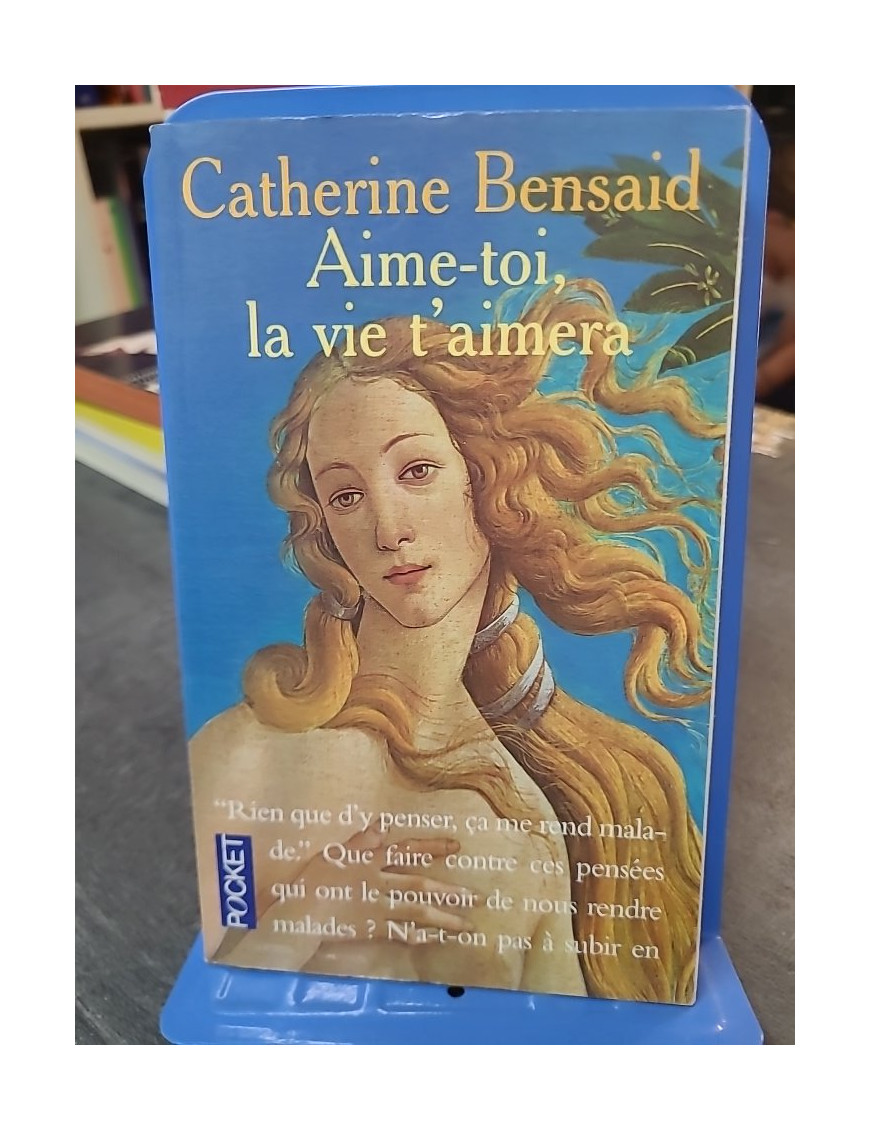 Catherine Bensaid
Aime-toi,
la vie t'aimera
"Rien que d'y penser, ça me rend mala-
de." Que faire contre ces pensées
qui ont le pouvoir de nous rendre
malades ? N'a-t-on pas à subir en
POCKET